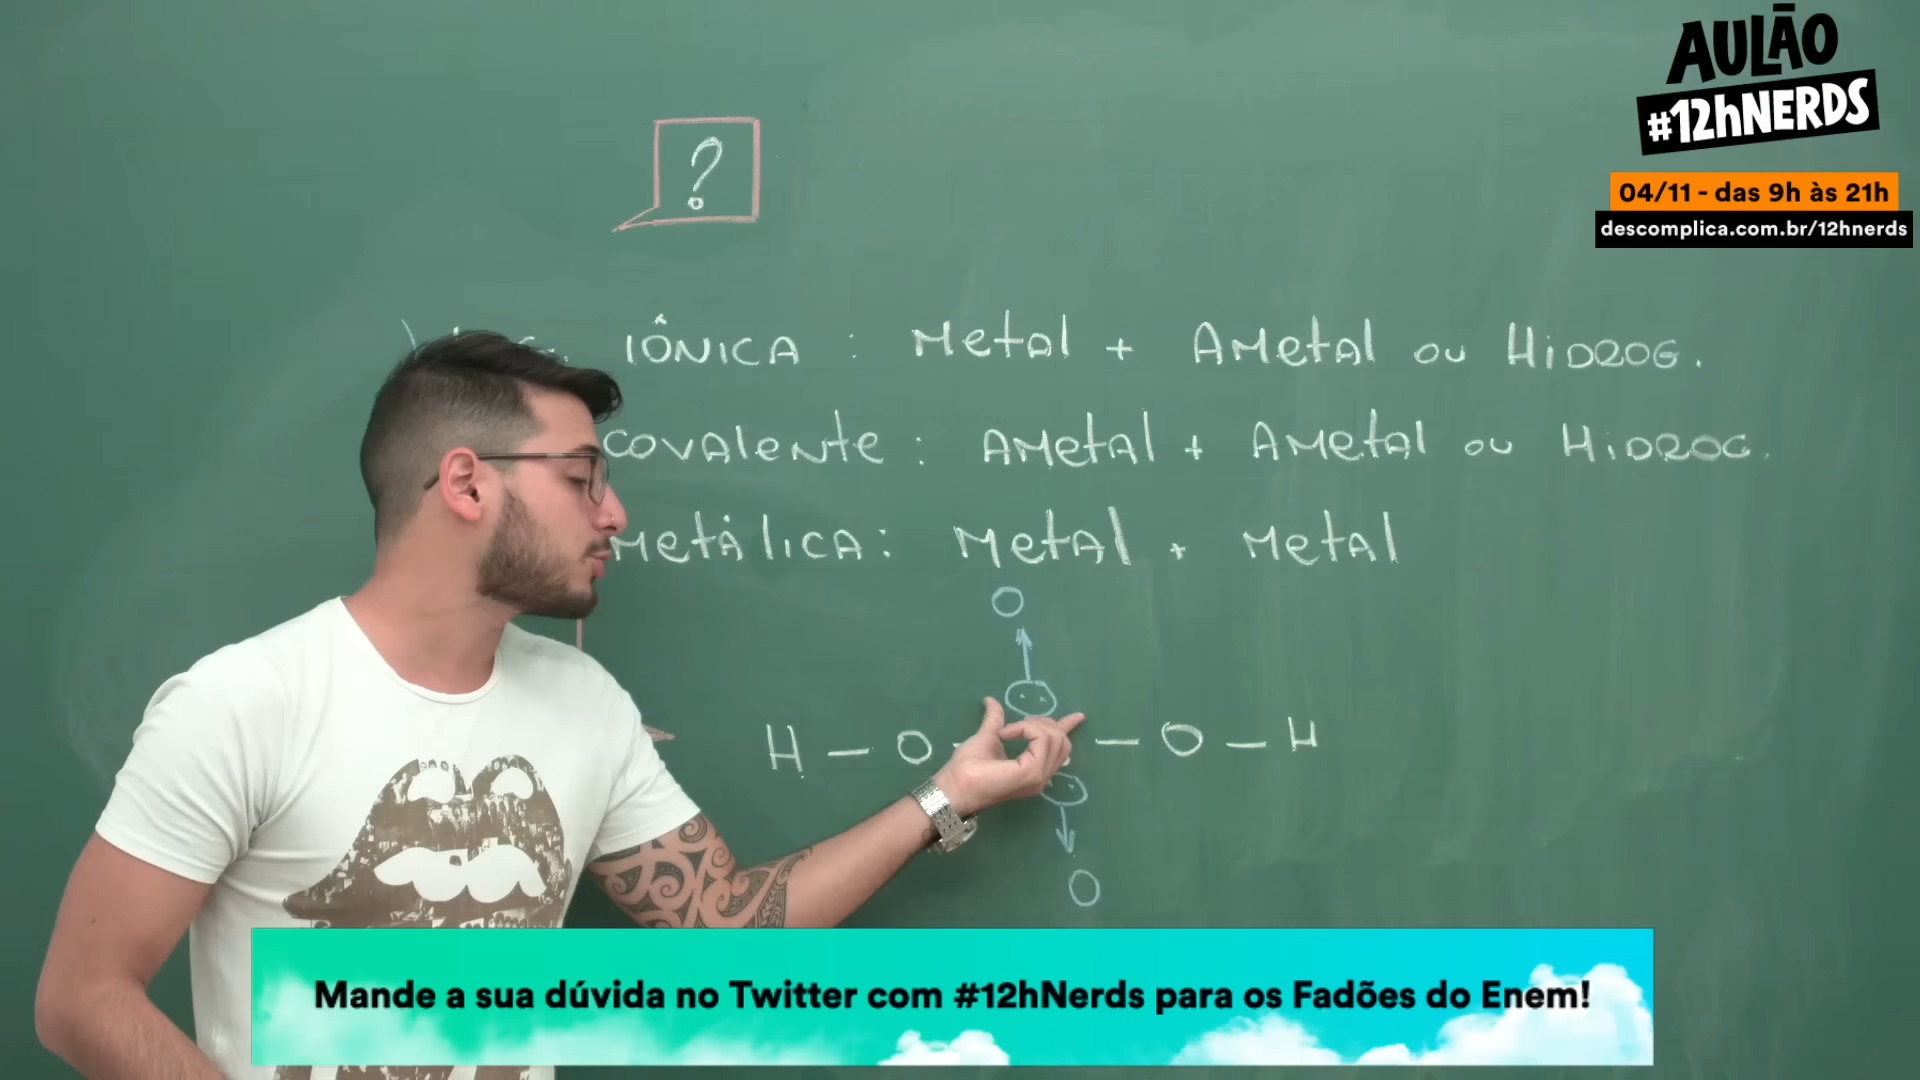 AULÃO
#12hNERDS
04/11 - das 9h às 21h
descomplica.com.br/12hnerds
?
IÔNICA : Metal + AMetal ou HIDROG.
COVALENTE : AMetal + AMetal ou HIDROG.
METÁLICA: Metal + Metal
O
H — O — O — H
O
Mande a sua dúvida no Twitter com #12hNerds para os Fadões do Enem!